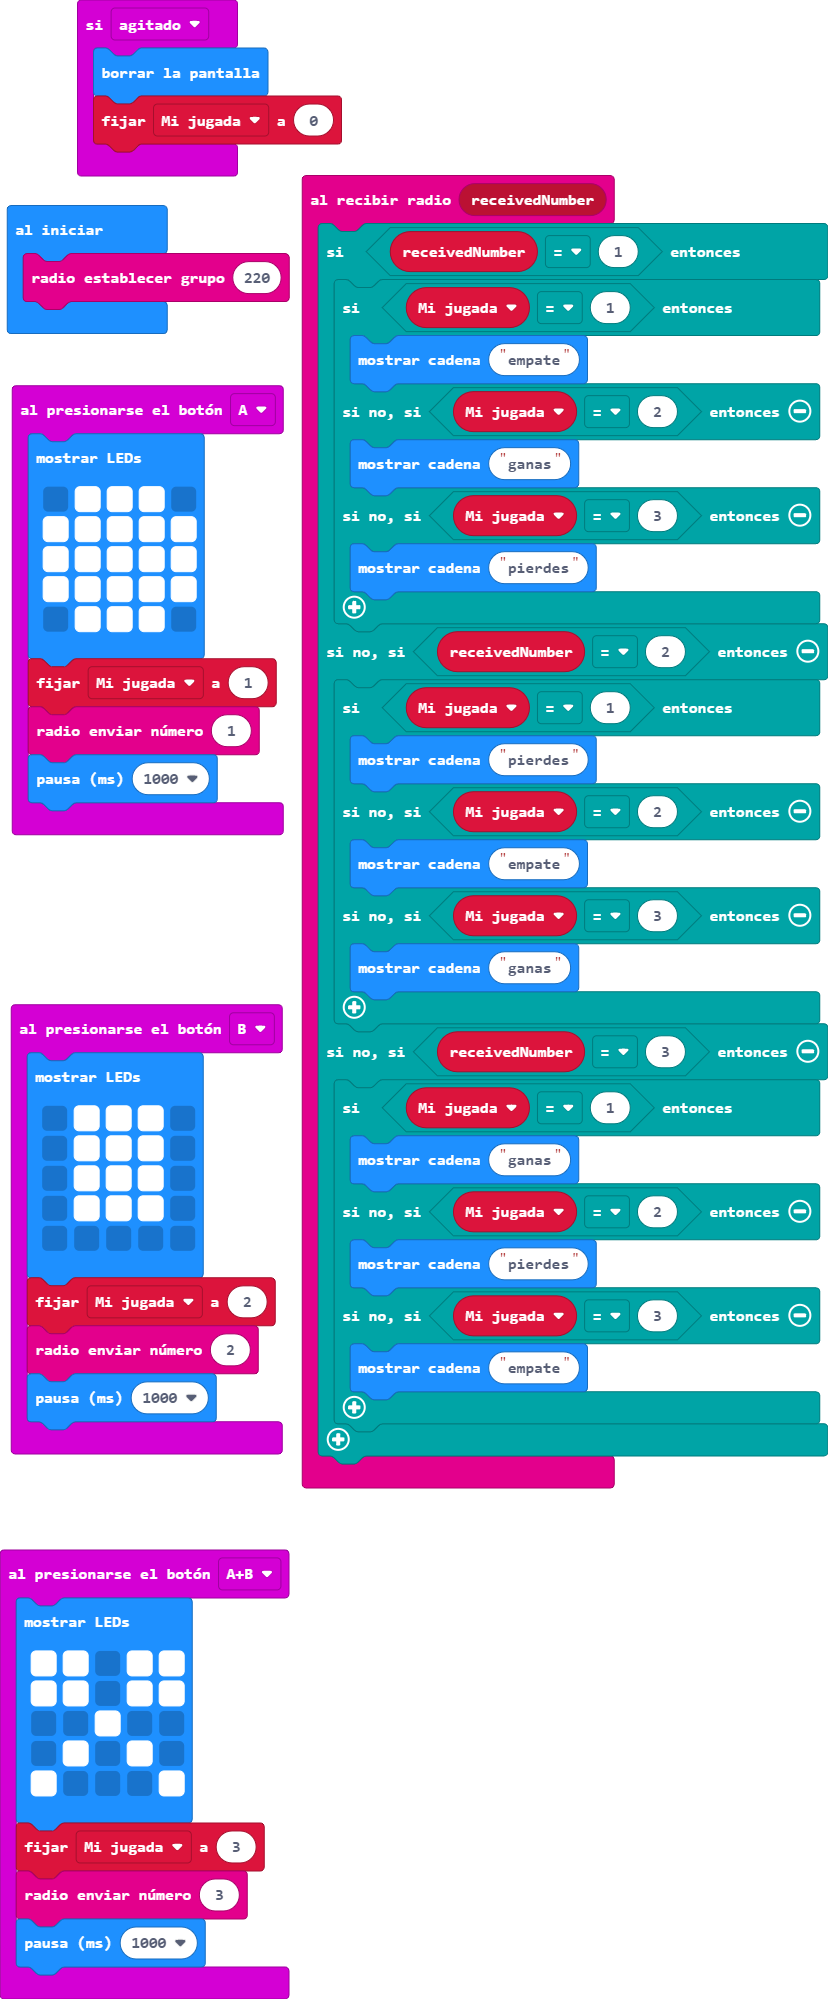 si agitado
borrar la pantalla
fijar Mi jugada a 0
al iniciar
radio establecer grupo 220
al presionarse el botón A
mostrar LEDs
fijar Mi jugada a 1
radio enviar número 1
pausa (ms) 1000
al presionarse el botón B
mostrar LEDs
fijar Mi jugada a 2
radio enviar número 2
pausa (ms) 1000
al presionarse el botón A+B
mostrar LEDs
fijar Mi jugada a 3
radio enviar número 3
pausa (ms) 1000
al recibir radio receivedNumber
si receivedNumber = 1 entonces
si Mi jugada = 1 entonces
mostrar cadena "empate"
si no, si Mi jugada = 2 entonces
mostrar cadena "ganas"
si no, si Mi jugada = 3 entonces
mostrar cadena "pierdes"
si no, si receivedNumber = 2 entonces
si Mi jugada = 1 entonces
mostrar cadena "pierdes"
si no, si Mi jugada = 2 entonces
mostrar cadena "empate"
si no, si Mi jugada = 3 entonces
mostrar cadena "ganas"
si no, si receivedNumber = 3 entonces
si Mi jugada = 1 entonces
mostrar cadena "ganas"
si no, si Mi jugada = 2 entonces
mostrar cadena "pierdes"
si no, si Mi jugada = 3 entonces
mostrar cadena "empate"